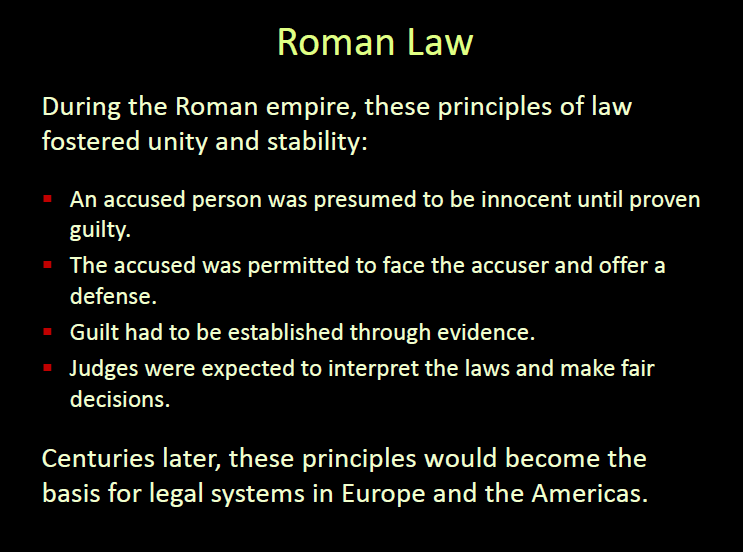 Roman Law
During the Roman empire, these principles of law
fostered unity and stability:
▪ An accused person was presumed to be innocent until proven
guilty.
▪ The accused was permitted to face the accuser and offer a
defense.
▪ Guilt had to be established through evidence.
▪ Judges were expected to interpret the laws and make fair
decisions.
Centuries later, these principles would become the
basis for legal systems in Europe and the Americas.